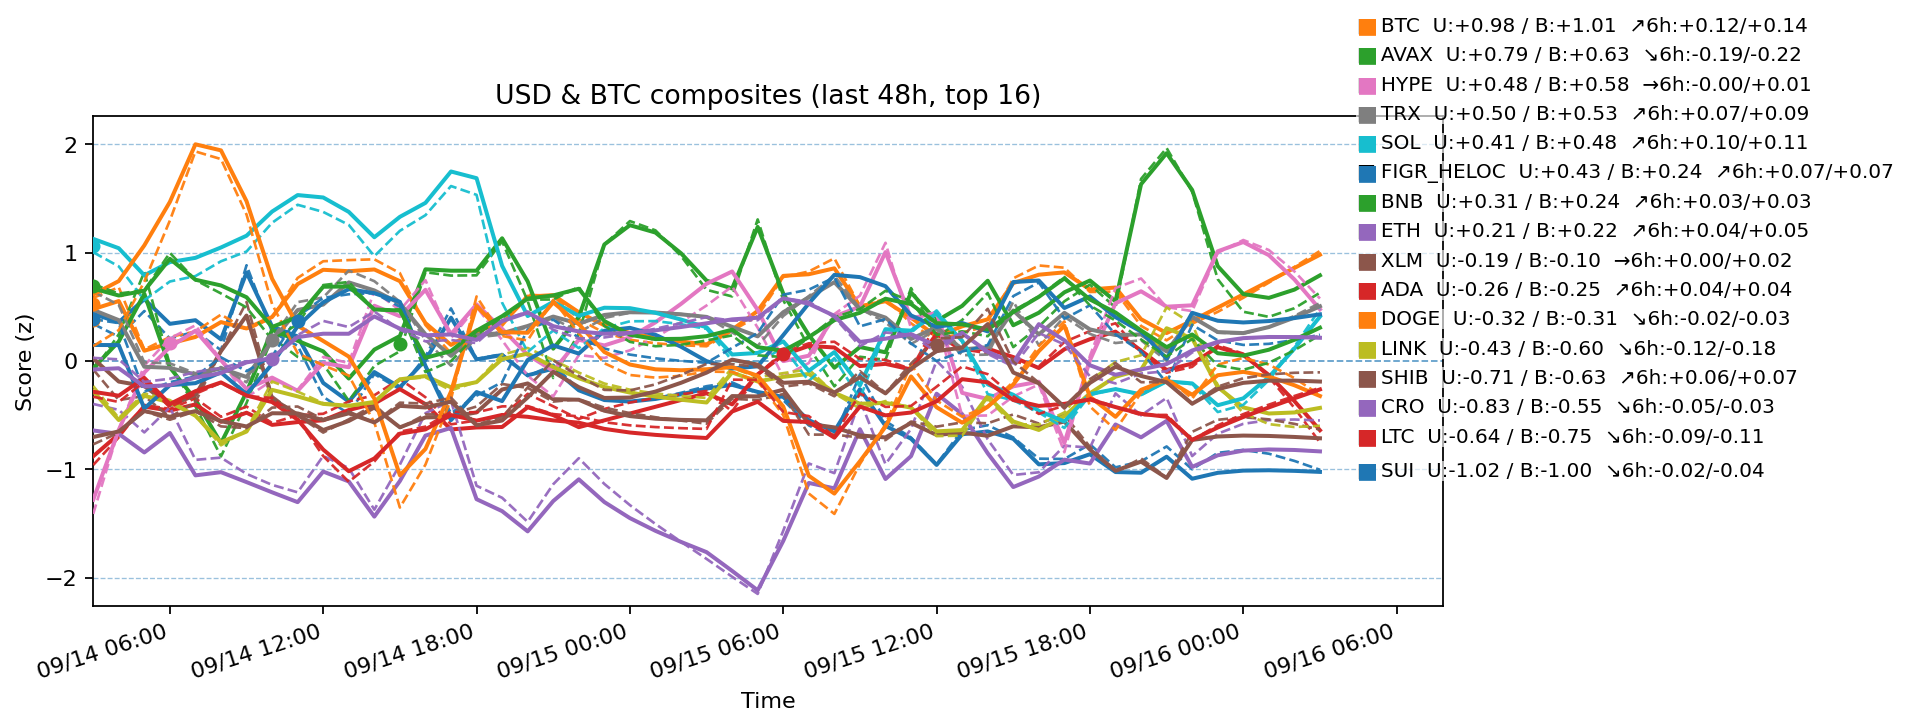 USD & BTC composites (last 48h, top 16)
BTC  U:+0.98 / B:+1.01  ↗6h:+0.12/+0.14
AVAX  U:+0.79 / B:+0.63  ↘6h:-0.19/-0.22
HYPE  U:+0.48 / B:+0.58  →6h:-0.00/+0.01
TRX  U:+0.50 / B:+0.53  ↗6h:+0.07/+0.09
SOL  U:+0.41 / B:+0.48  ↗6h:+0.10/+0.11
FIGR_HELOC  U:+0.43 / B:+0.24  ↗6h:+0.07/+0.07
BNB  U:+0.31 / B:+0.24  ↗6h:+0.03/+0.03
ETH  U:+0.21 / B:+0.22  ↗6h:+0.04/+0.05
XLM  U:-0.19 / B:-0.10  →6h:+0.00/+0.02
ADA  U:-0.26 / B:-0.25  ↗6h:+0.04/+0.04
DOGE  U:-0.32 / B:-0.31  ↘6h:-0.02/-0.03
LINK  U:-0.43 / B:-0.60  ↘6h:-0.12/-0.18
SHIB  U:-0.71 / B:-0.63  ↗6h:+0.06/+0.07
CRO  U:-0.83 / B:-0.55  ↘6h:-0.05/-0.03
LTC  U:-0.64 / B:-0.75  ↘6h:-0.09/-0.11
SUI  U:-1.02 / B:-1.00  ↘6h:-0.02/-0.04
Score (z)
2
1
0
−1
−2
09/14 06:00
09/14 12:00
09/14 18:00
09/15 00:00
09/15 06:00
09/15 12:00
09/15 18:00
09/16 00:00
09/16 06:00
Time